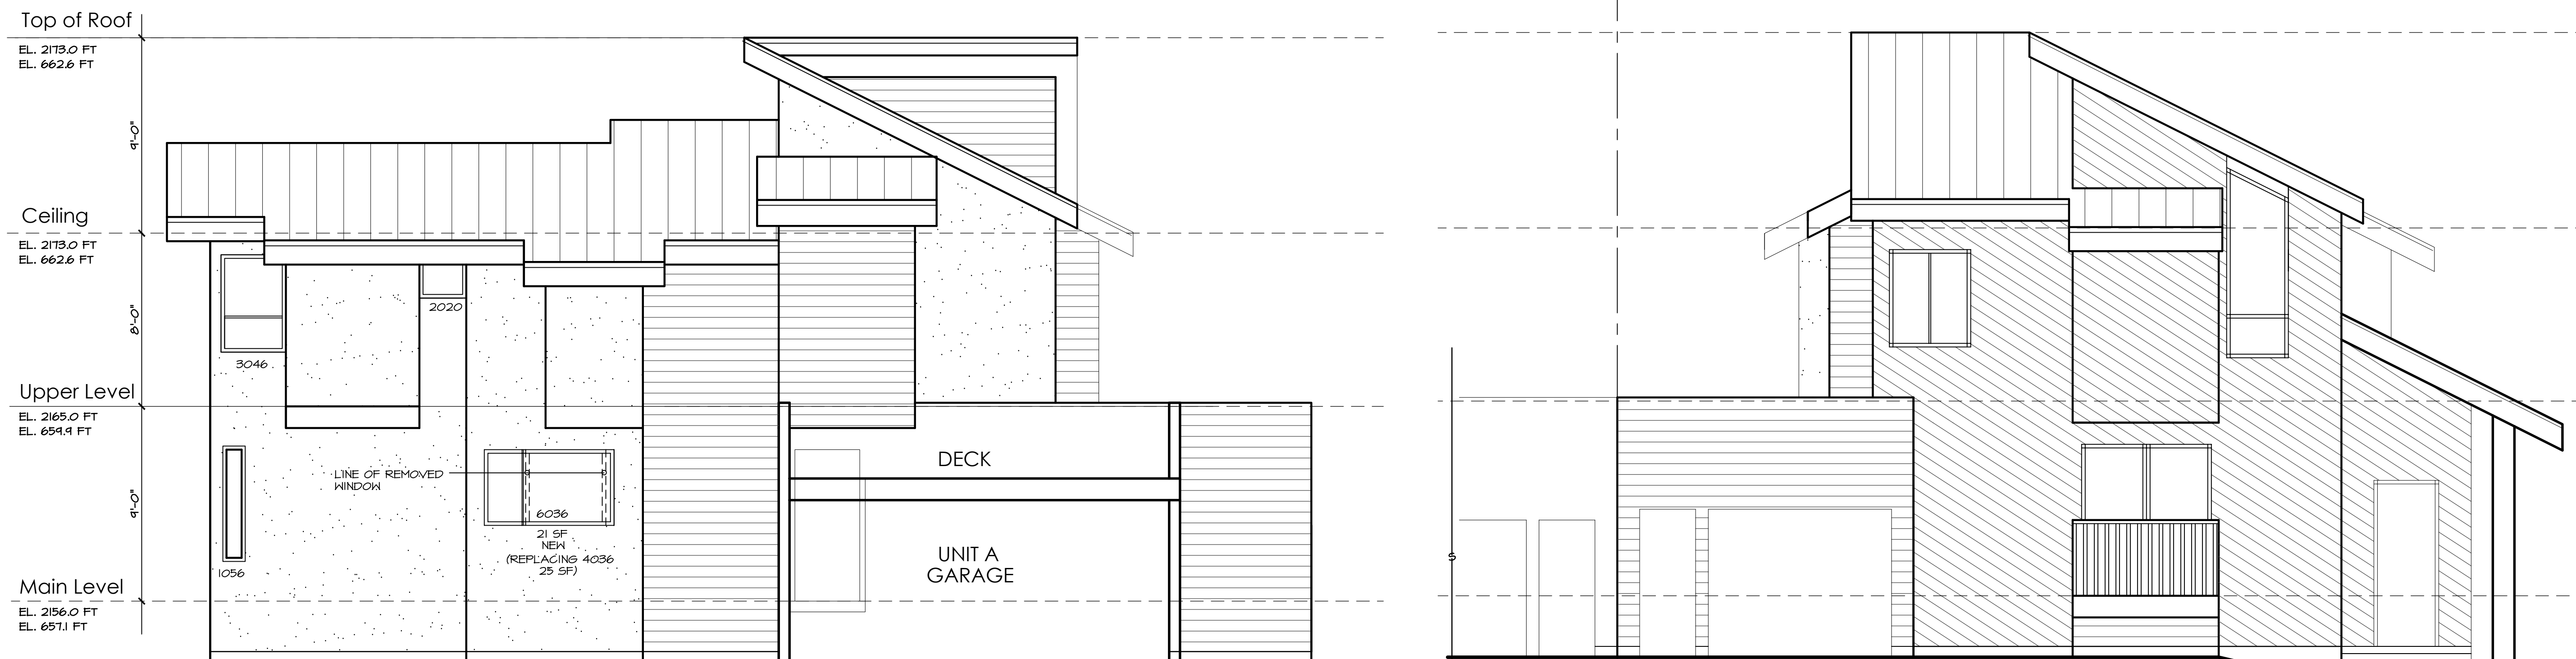 Top of Roof
EL. 2173.0 FT
EL. 662.6 FT
9'-0"
Ceiling
EL. 2173.0 FT
EL. 662.6 FT
8'-0"
2020
3046
Upper Level
EL. 2165.0 FT
EL. 659.9 FT
LINE OF REMOVED
WINDOW
DECK
9'-0"
6036
21 SF
NEW
(REPLACING 4036
25 SF)
1056
UNIT A
GARAGE
Main Level
EL. 2156.0 FT
EL. 657.1 FT
S